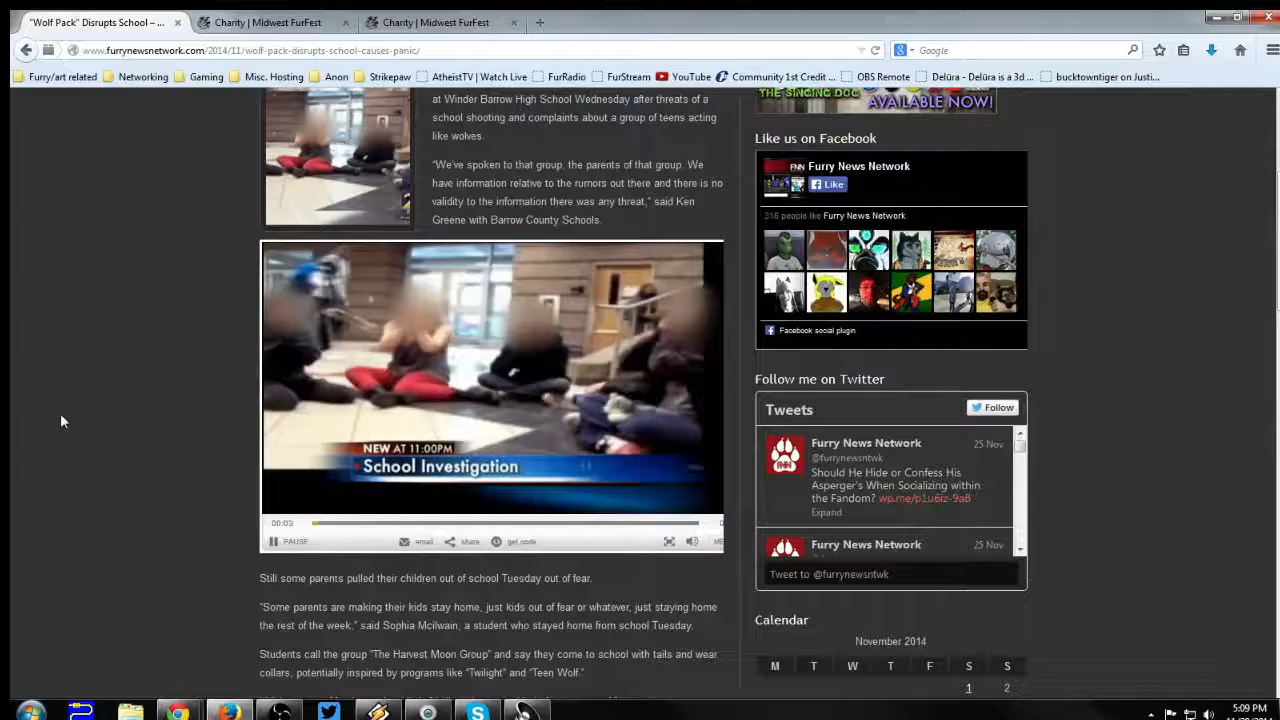 "Wolf Pack" Disrupts School – ...
Charity | Midwest FurFest
Charity | Midwest FurFest
www.furrynewsnetwork.com/2014/11/wolf-pack-disrupts-school-causes-panic/
Google
Furry/art related
Networking
Gaming
Misc. Hosting
Anon
Strikepaw
AtheistTV | Watch Live
FurRadio
FurStream
YouTube
Community 1st Credit ...
OBS Remote
Delūra - Delūra is a 3d ...
bucktowntiger on Justi...
at Winder Barrow High School Wednesday after threats of a
school shooting and complaints about a group of teens acting
like wolves.
"We've spoken to that group, the parents of that group. We
have information relative to the rumors out there and there is no
validity to the information there was any threat," said Ken
Greene with Barrow County Schools.
NEW AT 11:00PM
School Investigation
00:03
PAUSE
email
share
get code
ME
Still some parents pulled their children out of school Tuesday out of fear.
"Some parents are making their kids stay home, just kids out of fear or whatever, just staying home
the rest of the week," said Sophia Mcilwain, a student who stayed home from school Tuesday.
Students call the group "The Harvest Moon Group" and say they come to school with tails and wear
collars, potentially inspired by programs like "Twilight" and "Teen Wolf."
THE SINGING DOG
AVAILABLE NOW!
Like us on Facebook
FNN
Furry News Network
Like
316 people like Furry News Network.
Facebook social plugin
Follow me on Twitter
Tweets
Follow
Furry News Network
25 Nov
@furrynewsntwk
Should He Hide or Confess His
Asperger's When Socializing within
the Fandom? wp.me/p1u6iz-9aB
Expand
Furry News Network
25 Nov
Tweet to @furrynewsntwk
Calendar
November 2014
M T W T F S S
1 2
5:09 PM